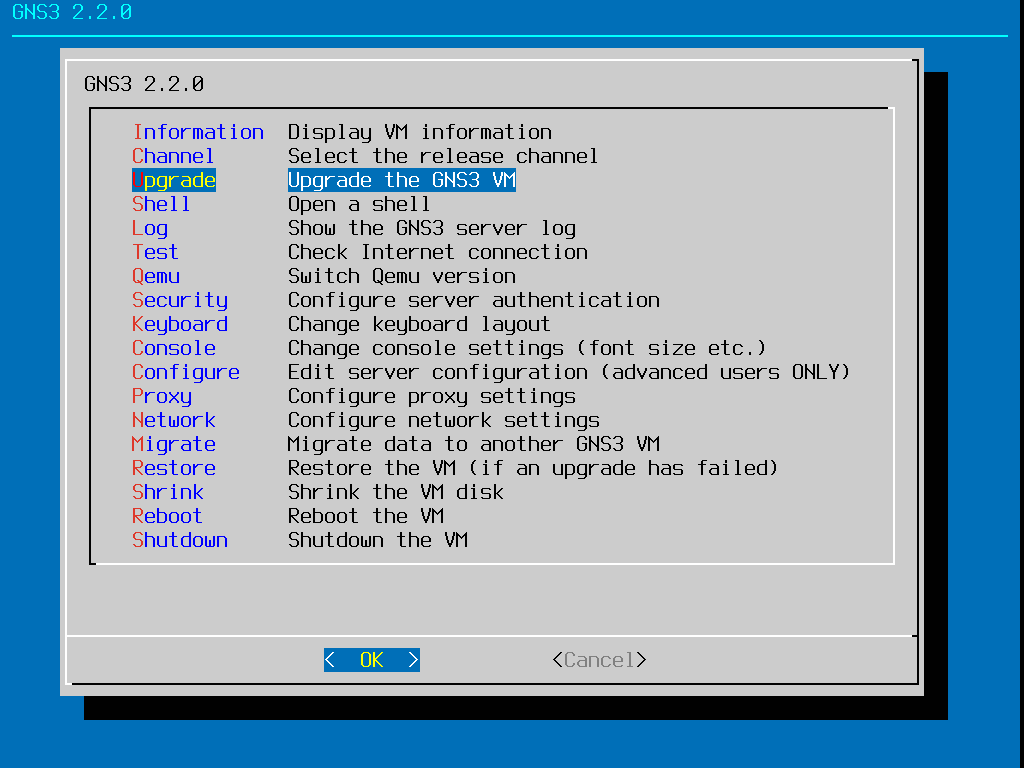 GNS3 2.2.0
GNS3 2.2.0
Information Display VM information
Channel Select the release channel
Upgrade Upgrade the GNS3 VM
Shell Open a shell
Log Show the GNS3 server log
Test Check Internet connection
Qemu Switch Qemu version
Security Configure server authentication
Keyboard Change keyboard layout
Console Change console settings (font size etc.)
Configure Edit server configuration (advanced users ONLY)
Proxy Configure proxy settings
Network Configure network settings
Migrate Migrate data to another GNS3 VM
Restore Restore the VM (if an upgrade has failed)
Shrink Shrink the VM disk
Reboot Reboot the VM
Shutdown Shutdown the VM
< OK > <Cancel>